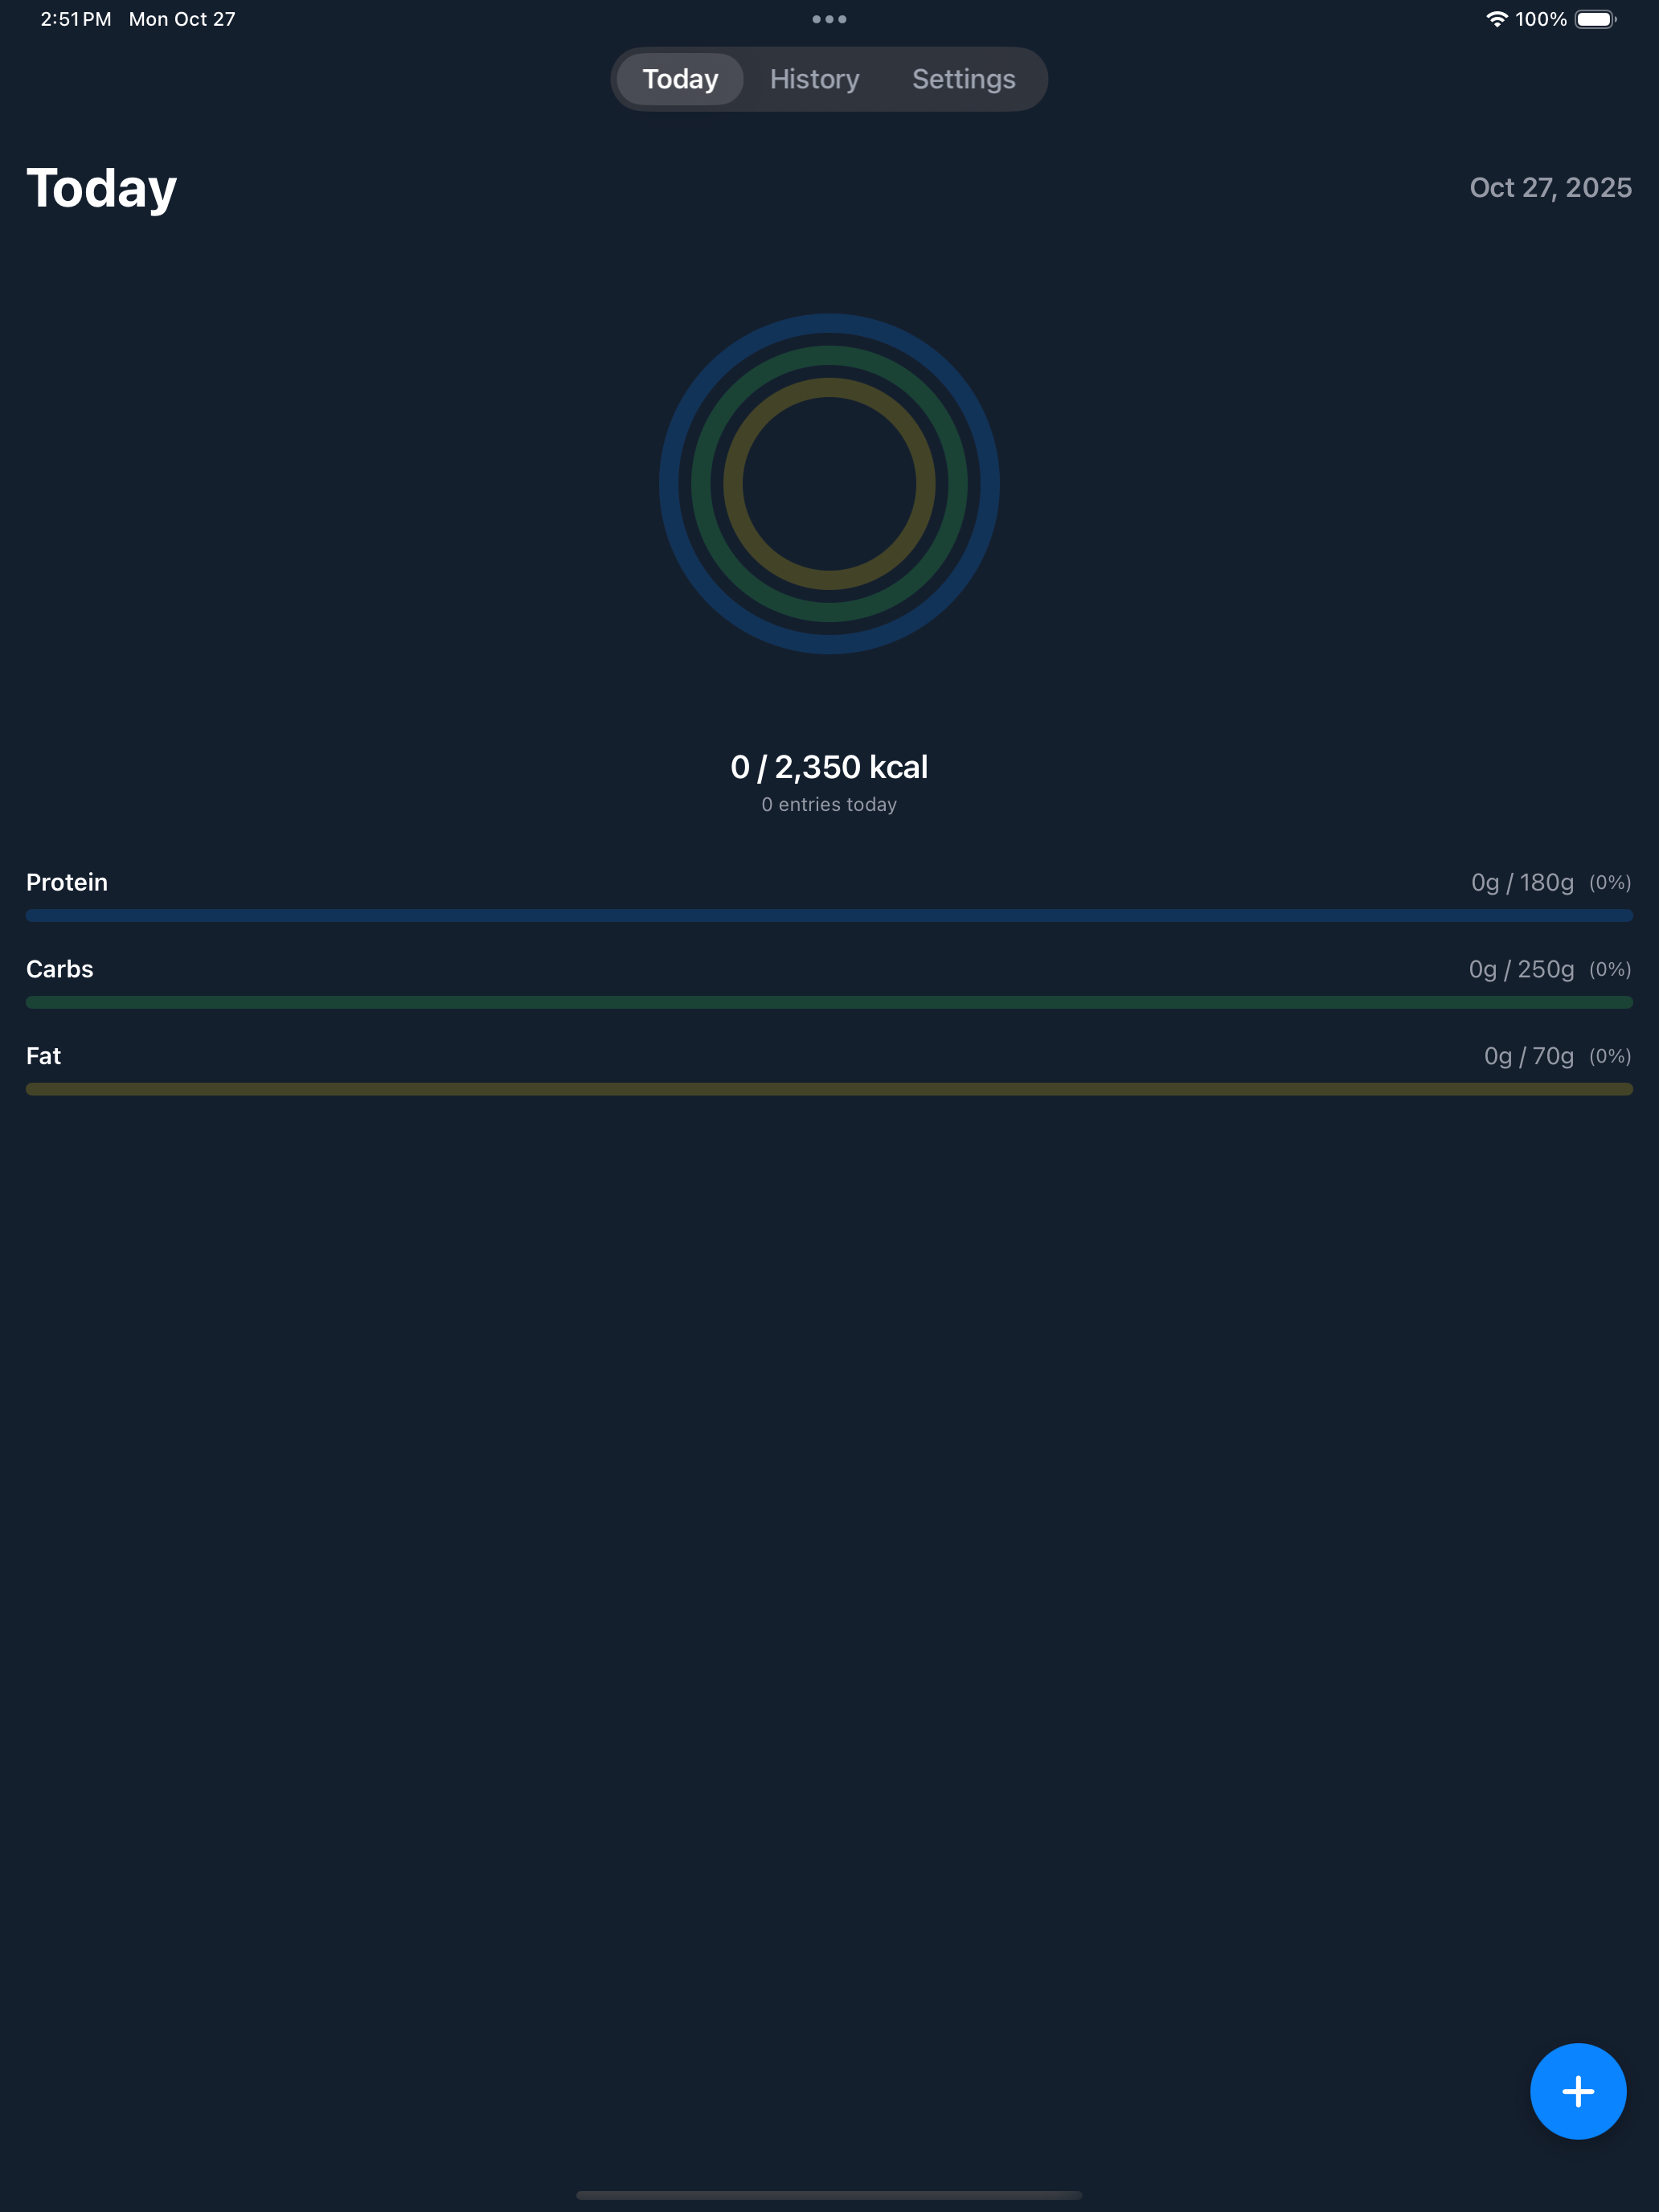 2:51 PM Mon Oct 27
100%
Today History Settings
Today
Oct 27, 2025
0 / 2,350 kcal
0 entries today
Protein 0g / 180g (0%)
Carbs 0g / 250g (0%)
Fat 0g / 70g (0%)